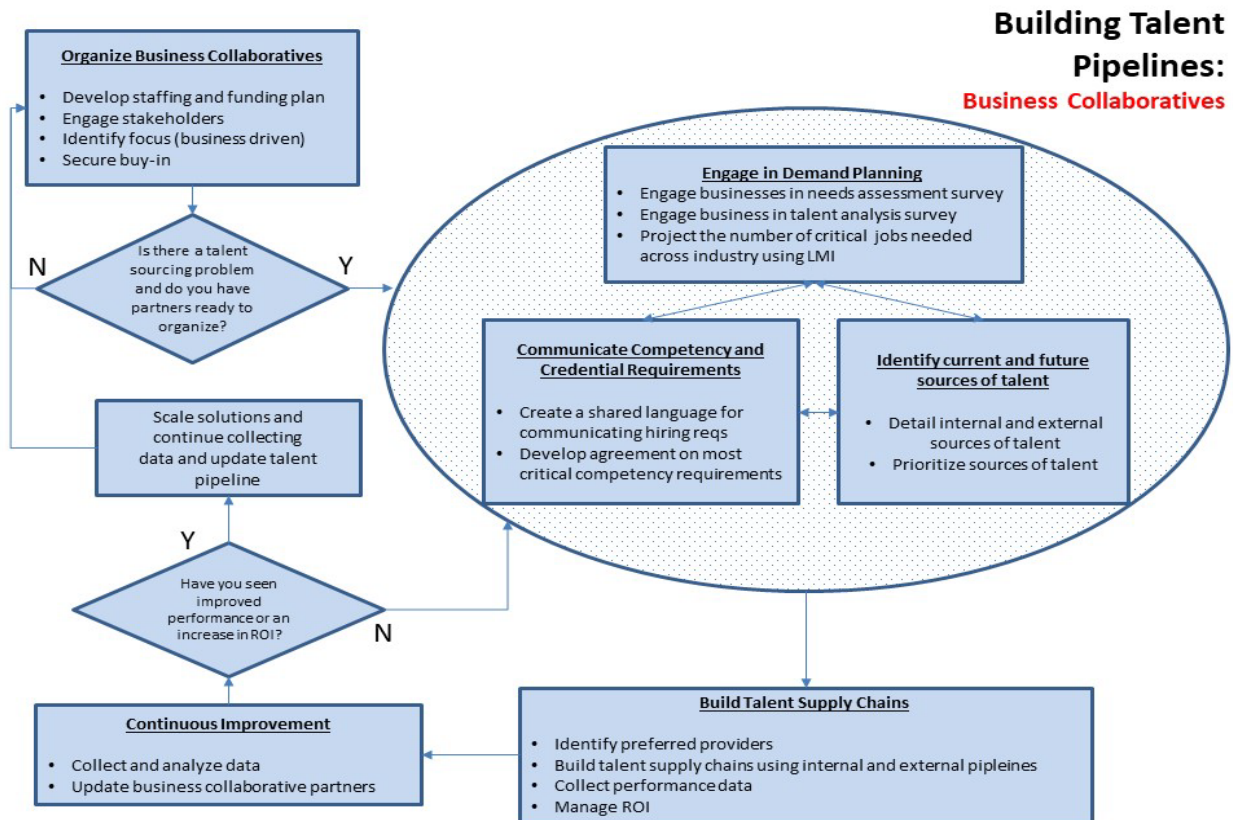 Building Talent
Pipelines:
Business Collaboratives
Organize Business Collaboratives
• Develop staffing and funding plan
• Engage stakeholders
• Identify focus (business driven)
• Secure buy-in
Is there a talent
sourcing problem
and do you have
partners ready to
organize?
N
Y
Engage in Demand Planning
• Engage businesses in needs assessment survey
• Engage business in talent analysis survey
• Project the number of critical jobs needed
across industry using LMI
Communicate Competency and
Credential Requirements
• Create a shared language for
communicating hiring reqs
• Develop agreement on most
critical competency requirements
Identify current and future
sources of talent
• Detail internal and external
sources of talent
• Prioritize sources of talent
Scale solutions and
continue collecting
data and update talent
pipeline
Y
Have you seen
improved
performance or an
increase in ROI?
N
Continuous Improvement
• Collect and analyze data
• Update business collaborative partners
Build Talent Supply Chains
• Identify preferred providers
• Build talent supply chains using internal and external pipleines
• Collect performance data
• Manage ROI